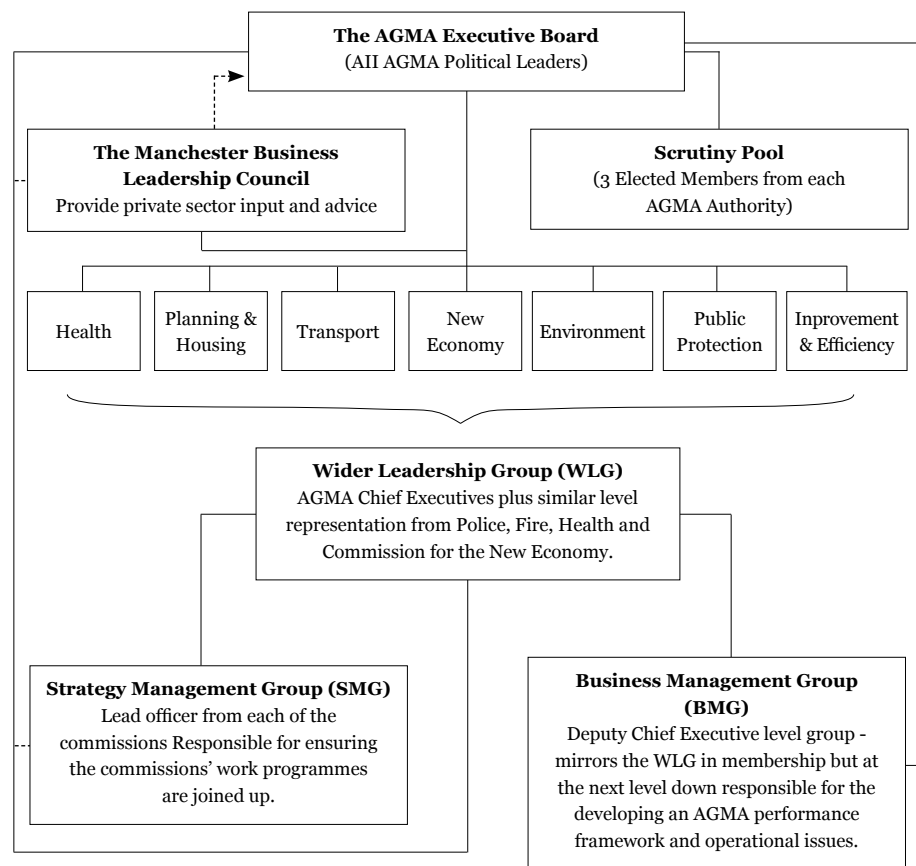 The AGMA Executive Board
(AII AGMA Political Leaders)
The Manchester Business
Leadership Council
Provide private sector input and advice
Scrutiny Pool
(3 Elected Members from each
AGMA Authority)
Health
Planning &
Housing
Transport
New
Economy
Environment
Public
Protection
Inprovement
& Efficiency
Wider Leadership Group (WLG)
AGMA Chief Executives plus similar level
representation from Police, Fire, Health and
Commission for the New Economy.
Strategy Management Group (SMG)
Lead officer from each of the
commissions Responsible for ensuring
the commissions’ work programmes
are joined up.
Business Management Group
(BMG)
Deputy Chief Executive level group -
mirrors the WLG in membership but at
the next level down responsible for the
developing an AGMA performance
framework and operational issues.